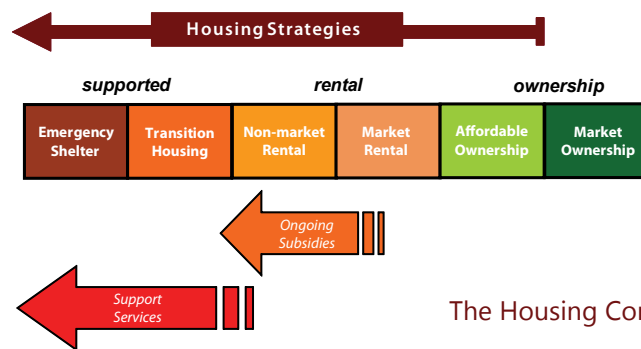 Housing Strategies
supported rental ownership
Emergency Shelter
Transition Housing
Non-market Rental
Market Rental
Affordable Ownership
Market Ownership
Ongoing
Subsidies
Support
Services
The Housing Con